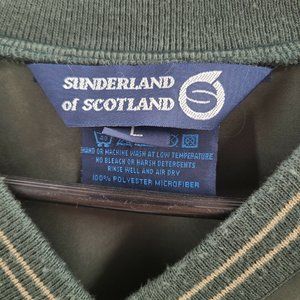 SUNDERLAND
of SCOTLAND
L
HAND OR MACHINE WASH AT LOW TEMPERATURE
NO BLEACH OR HARSH DETERGENTS
RINSE WELL AND AIR DRY
100% POLYESTER MICROFIBER